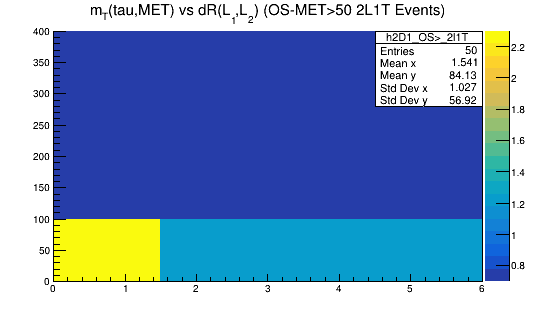 m_T(tau,MET) vs dR(L_1,L_2) (OS-MET>50 2L1T Events)
h2D1_OS>_2l1T
Entries 50
Mean x 1.541
Mean y 84.13
Std Dev x 1.027
Std Dev y 56.92
400
350
300
250
200
150
100
50
0
0 1 2 3 4 5 6
2.2
2
1.8
1.6
1.4
1.2
1
0.8